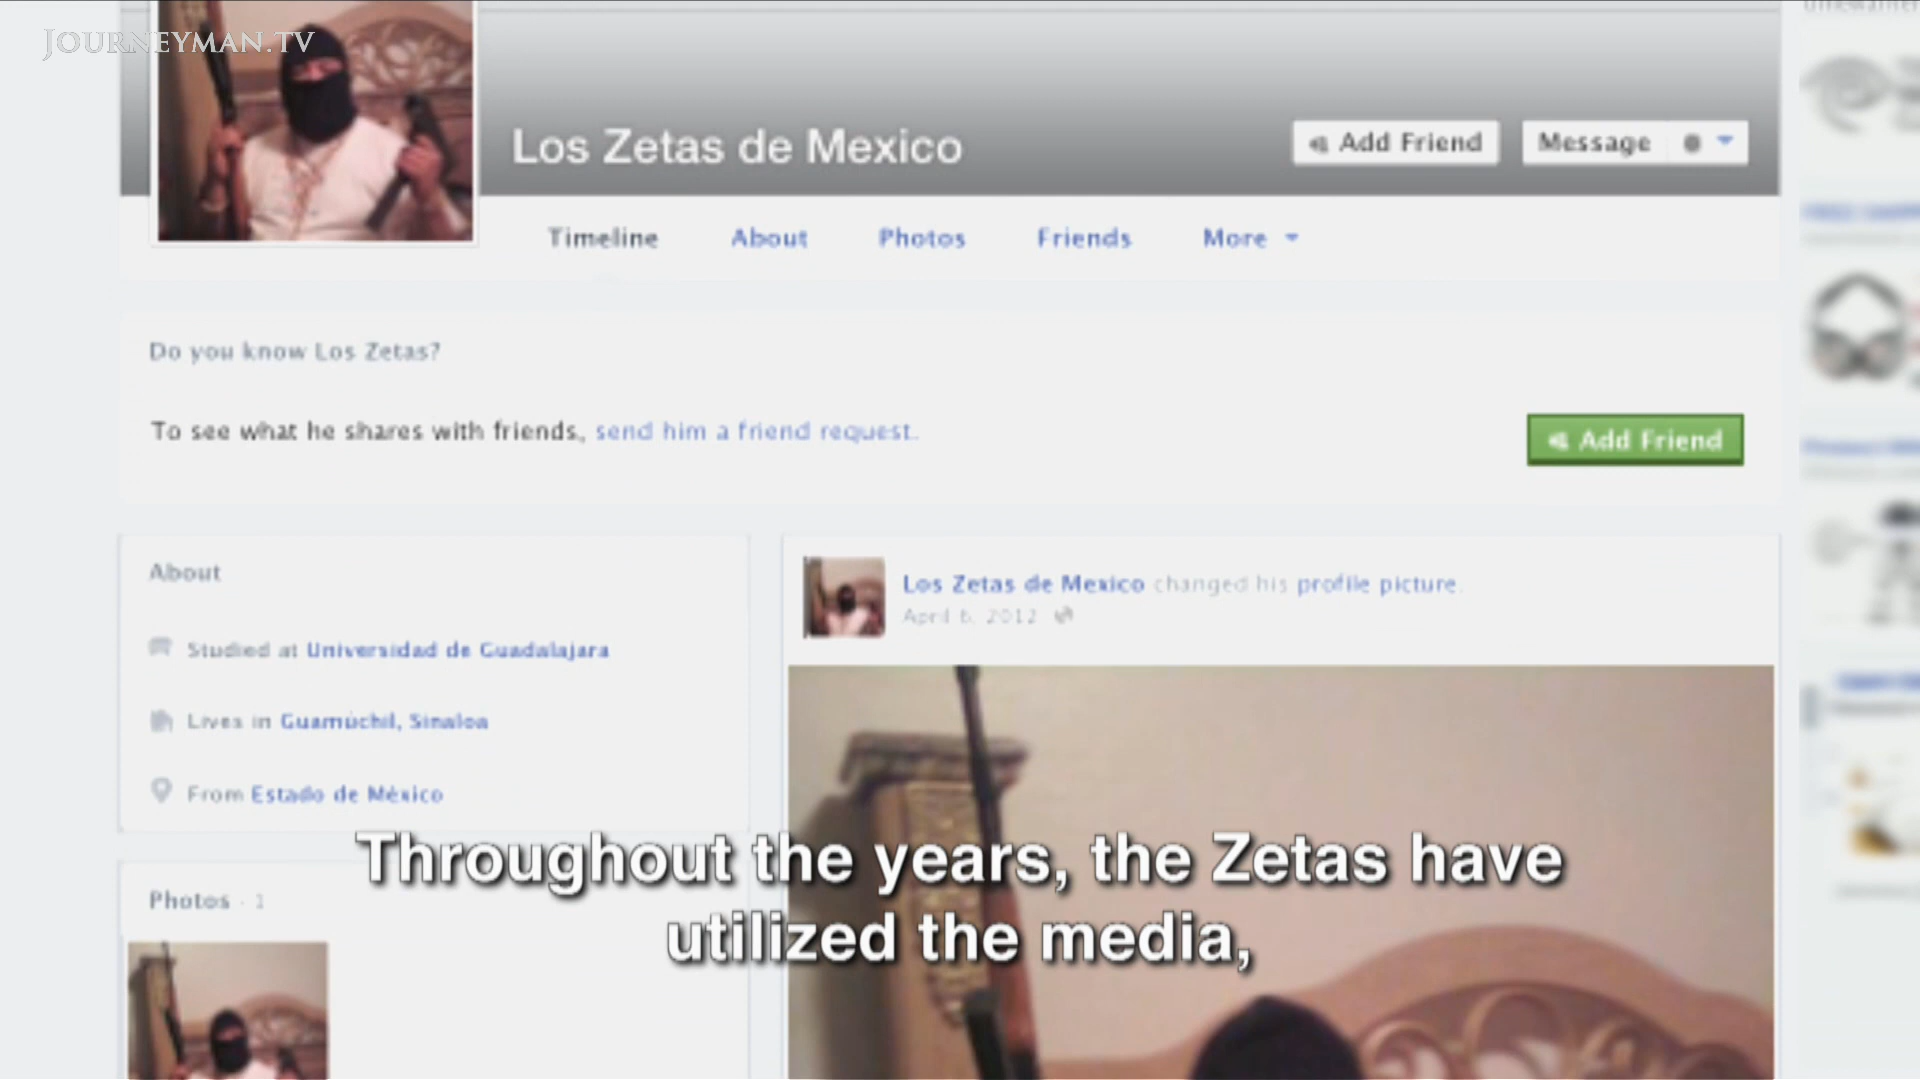 JOURNEYMAN.TV
Los Zetas de Mexico
Add Friend
Message
Timeline
About
Photos
Friends
More
Do you know Los Zetas?
To see what he shares with friends, send him a friend request.
Add Friend
About
Studied at Universidad de Guadalajara
Lives in Guamúchil, Sinaloa
From Estado de México
Photos · 1
Los Zetas de Mexico changed his profile picture.
April 6, 2012
Throughout the years, the Zetas have
utilized the media,